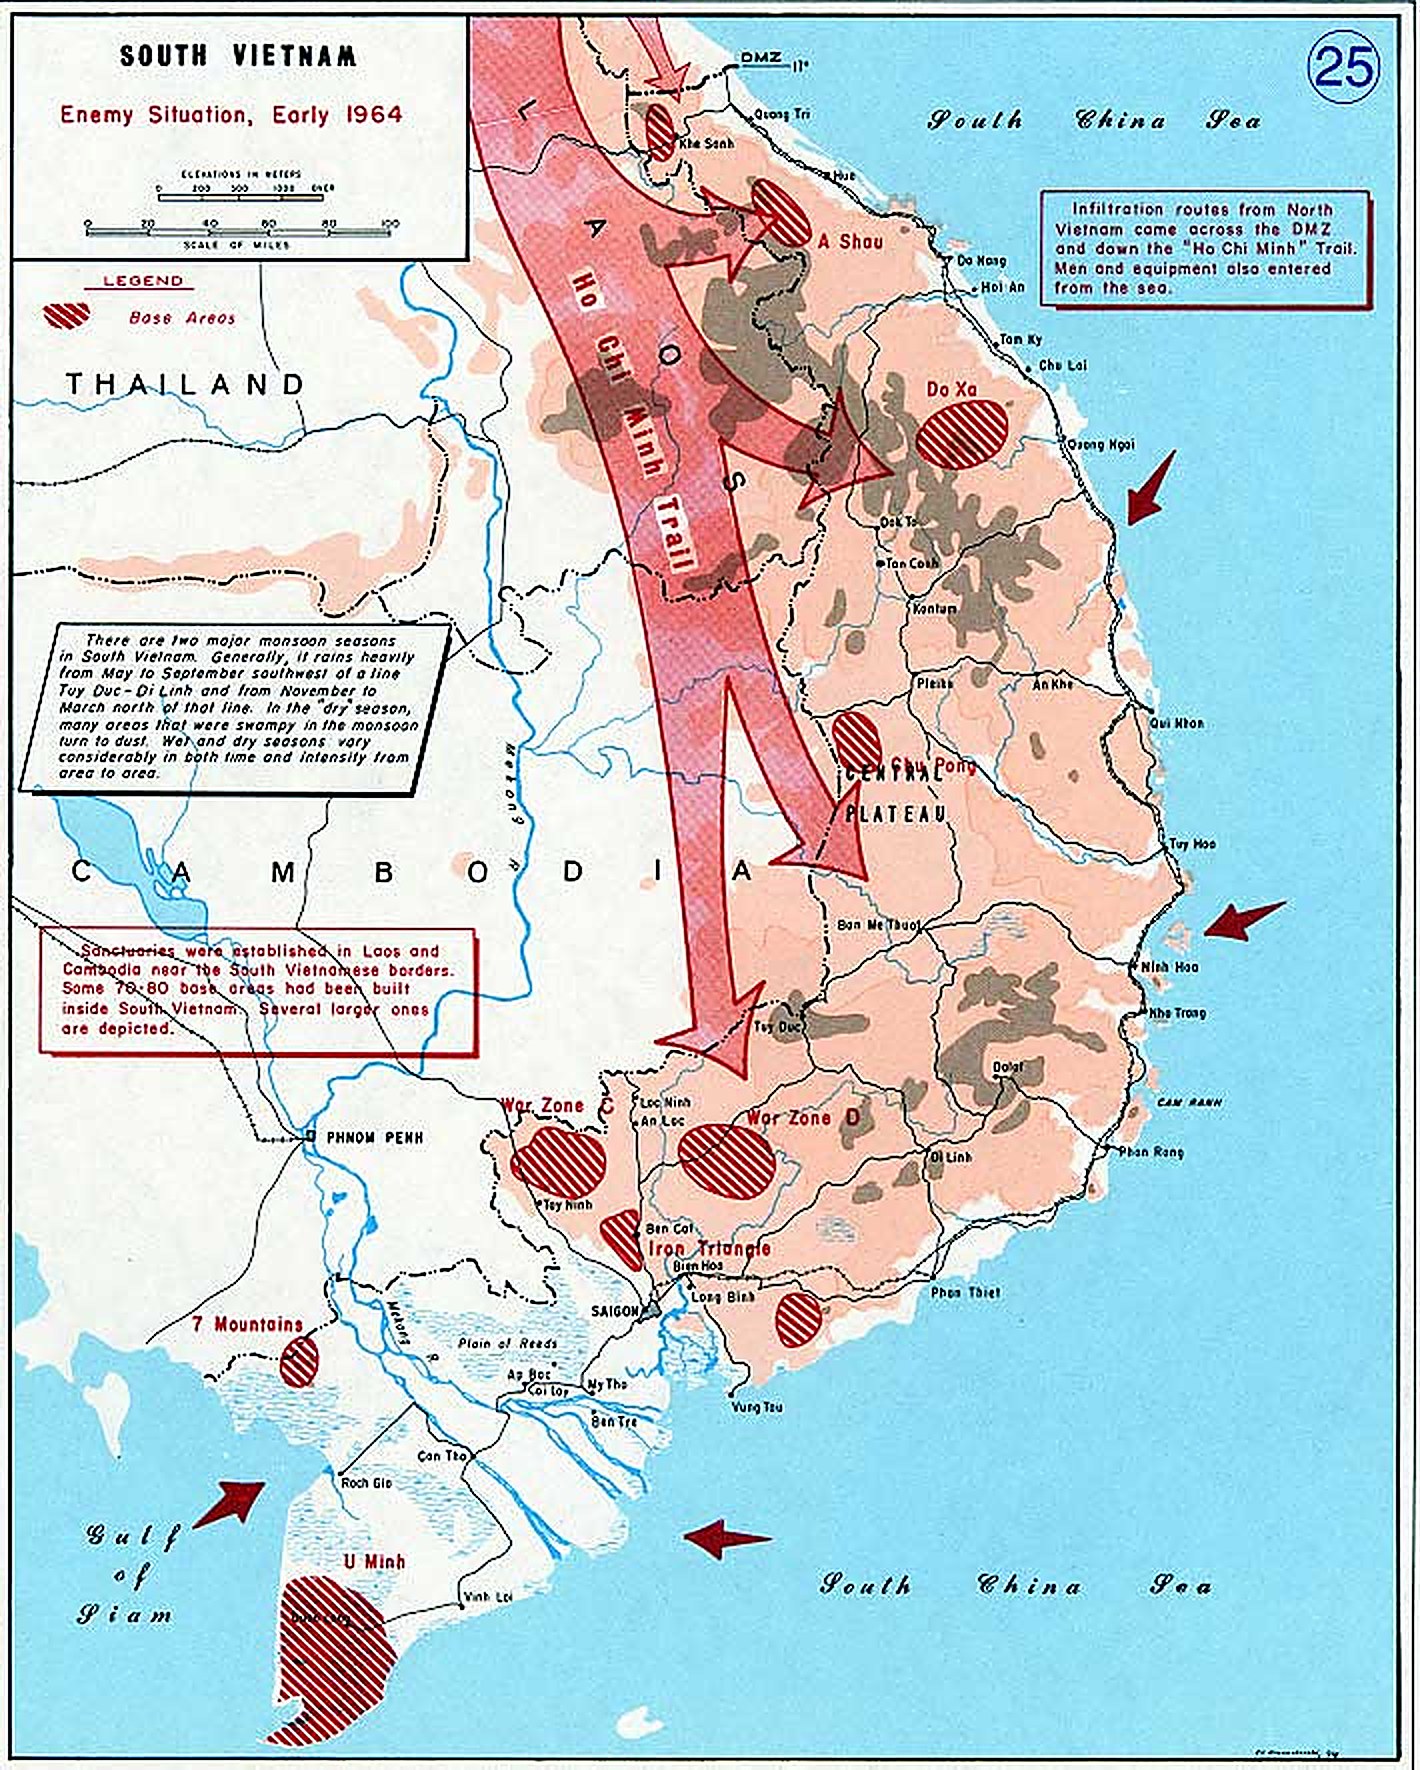 SOUTH VIETNAM
Enemy Situation, Early 1964
ELEVATIONS IN METERS
0 200 500 1000 OVER
0 20 40 60 80 100
SCALE OF MILES
25
LEGEND
Base Areas
DMZ
17°
Quang Tri
Khe Sanh
Hue
South China Sea
Infiltration routes from North
Vietnam came across the DMZ
and down the "Ho Chi Minh" Trail.
Men and equipment also entered
from the sea.
A Shau
Da Nang
Hoi An
Tam Ky
Chu Lai
LAOS
Ho Chi Minh Trail
THAILAND
Do Xa
Quang Ngai
Dak To
Tan Canh
Kontum
There are two major monsoon seasons
in South Vietnam. Generally, it rains heavily
from May to September southwest of a line
Tuy Duc-Di Linh and from November to
March north of that line. In the "dry" season,
many areas that were swampy in the monsoon
turn to dust. Wet and dry seasons vary
considerably in both time and intensity from
area to area.
Pleiku
An Khe
Qui Nhon
Chu Pong
CENTRAL
PLATEAU
Mekong R
Tuy Hoa
CAMBODIA
Ban Me Thuot
Sanctuaries were established in Laos and
Cambodia near the South Vietnamese borders.
Some 70-80 base areas had been built
inside South Vietnam. Several larger ones
are depicted.
Ninh Hoa
Nha Trang
Tuy Duc
Dalat
CAM RANH
War Zone C
Loc Ninh
An Loc
War Zone D
PHNOM PENH
Di Linh
Phan Rang
Tay Ninh
Ben Cat
Iron Triangle
Bien Hoa
Long Binh
SAIGON
Phan Thiet
7 Mountains
Mekong R
Plain of Reeds
Ap Bac
Cai Lay
My Tho
Ben Tre
Vung Tau
Can Tho
Rach Gia
Gulf
of
Siam
U Minh
Vinh Loi
South China Sea